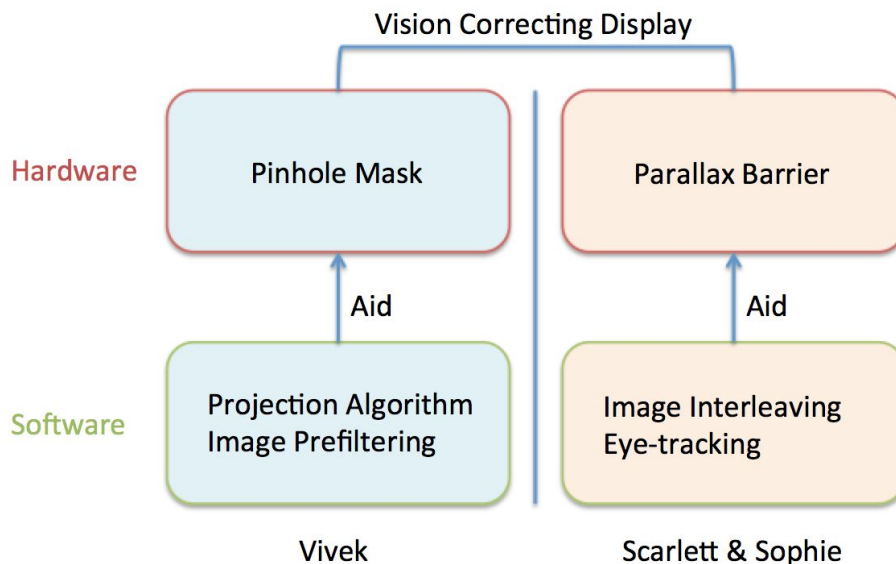 Vision Correcting Display
Hardware
Pinhole Mask
Parallax Barrier
Aid
Aid
Software
Projection Algorithm
Image Prefiltering
Image Interleaving
Eye-tracking
Vivek
Scarlett & Sophie